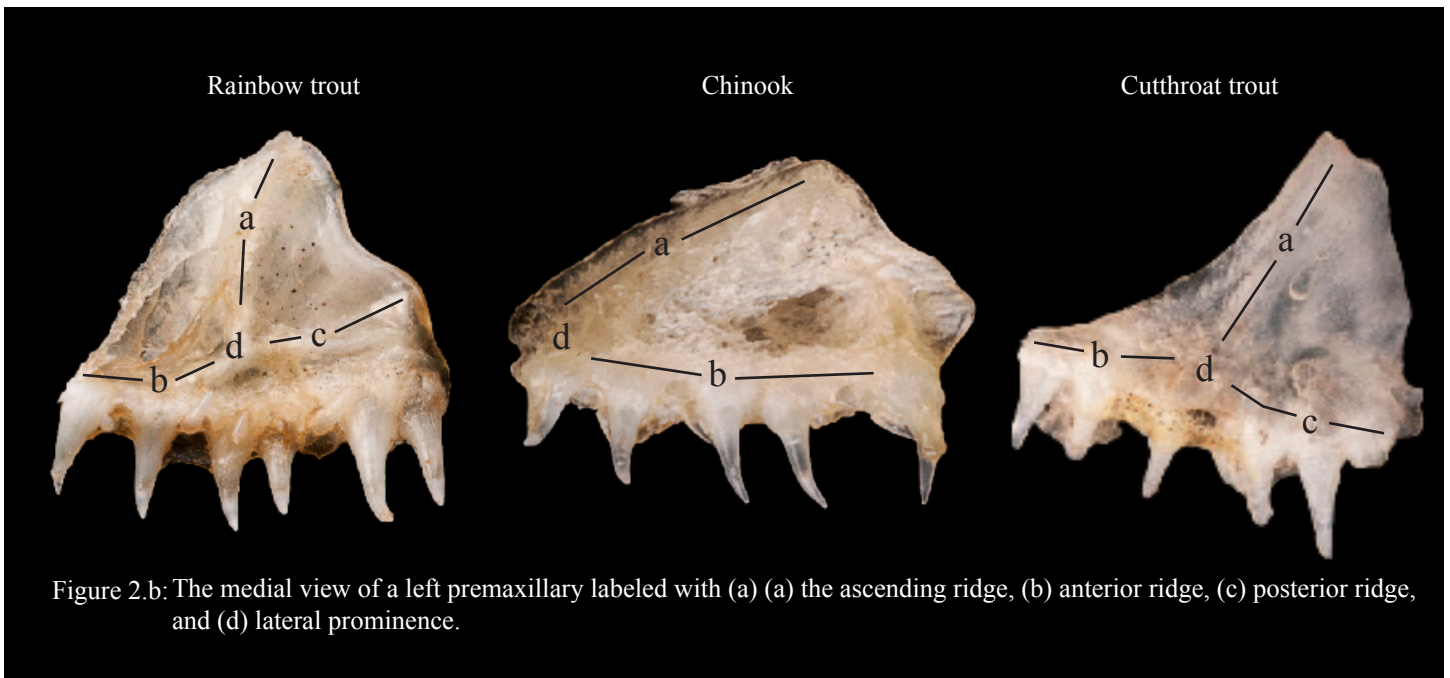 Rainbow trout Chinook Cutthroat trout
a a a
d c d b b d c
b
Figure 2.b: The medial view of a left premaxillary labeled with (a) (a) the ascending ridge, (b) anterior ridge, (c) posterior ridge,
and (d) lateral prominence.